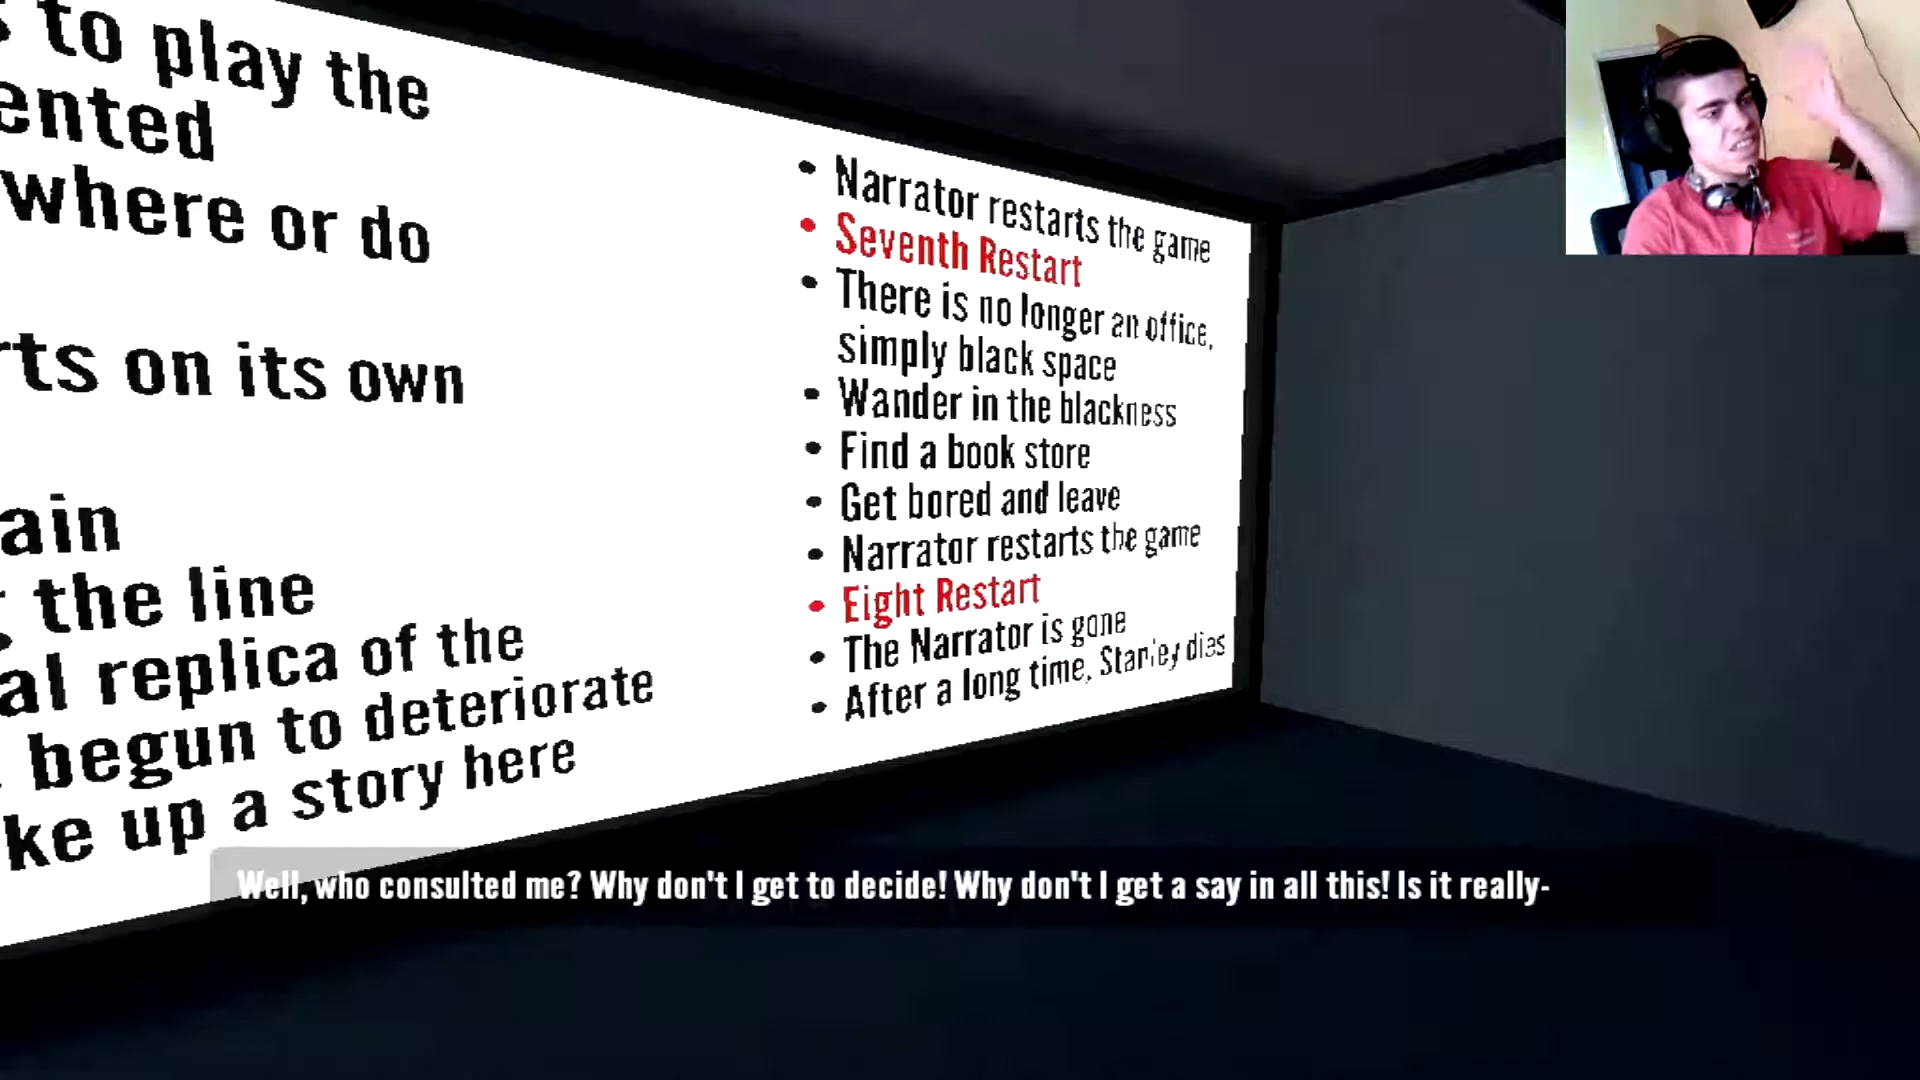 to play the
ented
where or do
rts on its own
ain
the line
al replica of the
begun to deteriorate
ke up a story here
• Narrator restarts the game
• Seventh Restart
• There is no longer an office,
simply black space
• Wander in the blackness
• Find a book store
• Get bored and leave
• Narrator restarts the game
• Eight Restart
• The Narrator is gone
• After a long time, Stanley dies
Well, who consulted me? Why don't I get to decide! Why don't I get a say in all this! Is it really-